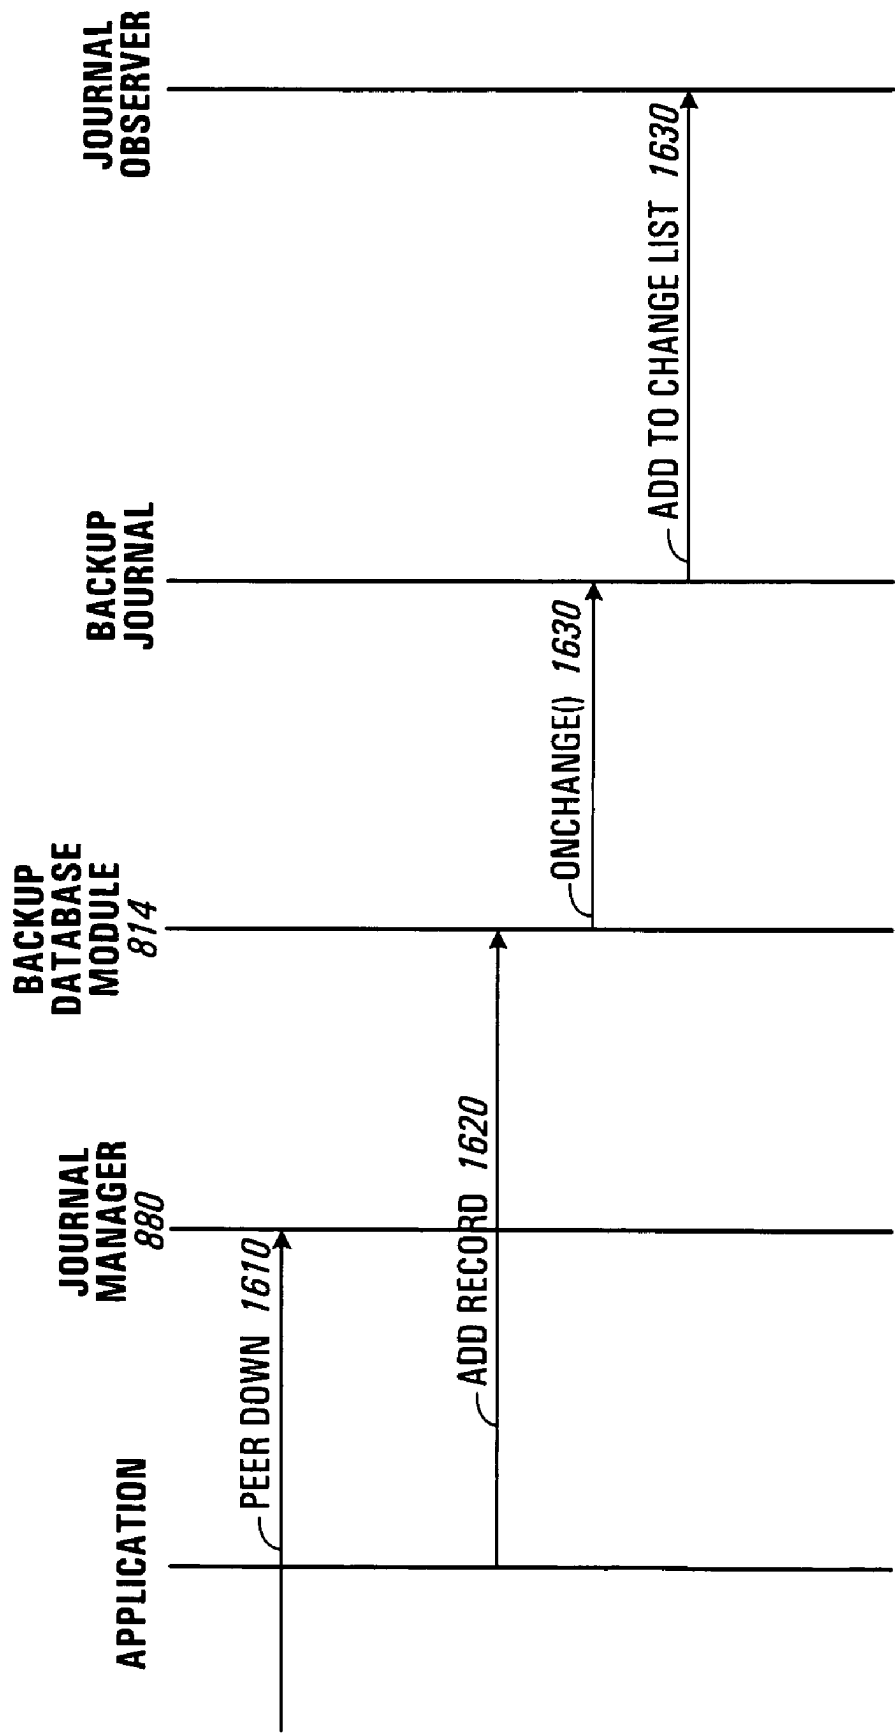 APPLICATION
JOURNAL
MANAGER
880
BACKUP
DATABASE
MODULE
814
BACKUP
JOURNAL
JOURNAL
OBSERVER
PEER DOWN 1610
ADD RECORD 1620
ONCHANGE() 1630
ADD TO CHANGE LIST 1630